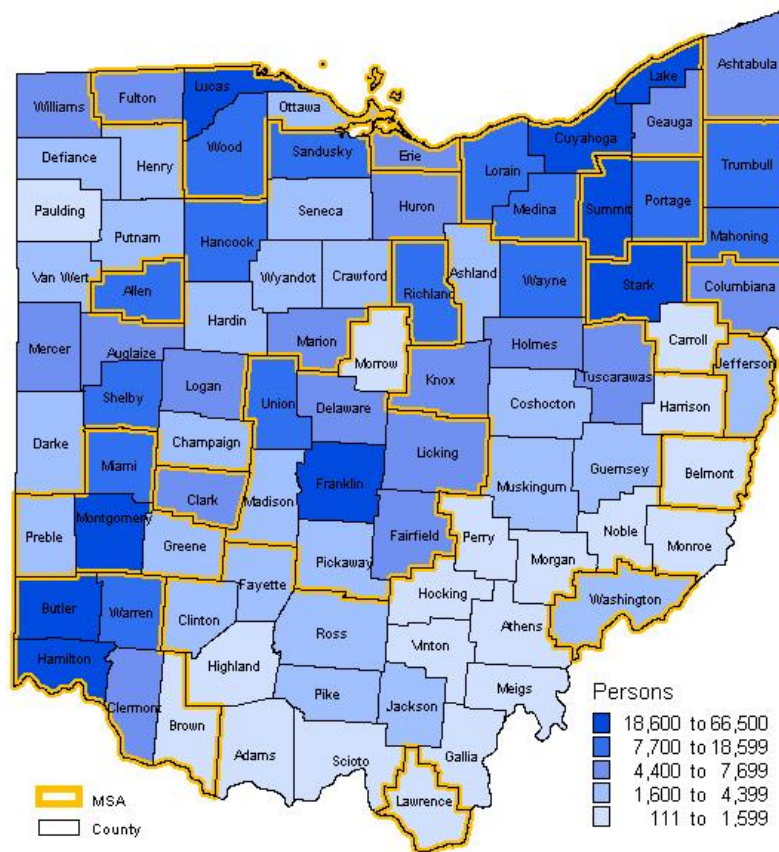 Ashtabula
Lake
Lucas
Williams
Fulton
Ottawa
Geauga
Cuyahoga
Erie
Sandusky
Wood
Lorain
Trumbull
Defiance
Henry
Medina
Summit
Portage
Huron
Seneca
Paulding
Putnam
Hancock
Mahoning
Van Wert
Wyandot
Crawford
Ashland
Wayne
Stark
Columbiana
Allen
Richland
Hardin
Carroll
Mercer
Auglaize
Marion
Morrow
Holmes
Tuscarawas
Jefferson
Logan
Knox
Shelby
Union
Delaware
Coshocton
Harrison
Darke
Champaign
Licking
Guernsey
Belmont
Miami
Franklin
Muskingum
Clark
Madison
Montgomery
Noble
Preble
Greene
Fairfield
Perry
Monroe
Pickaway
Morgan
Fayette
Hocking
Washington
Butler
Warren
Clinton
Ross
Athens
Vinton
Hamilton
Highland
Pike
Jackson
Meigs
Clermont
Brown
Adams
Scioto
Gallia
Lawrence
Persons
18,600 to 66,500
7,700 to 18,599
4,400 to 7,699
1,600 to 4,399
111 to 1,599
MSA
County